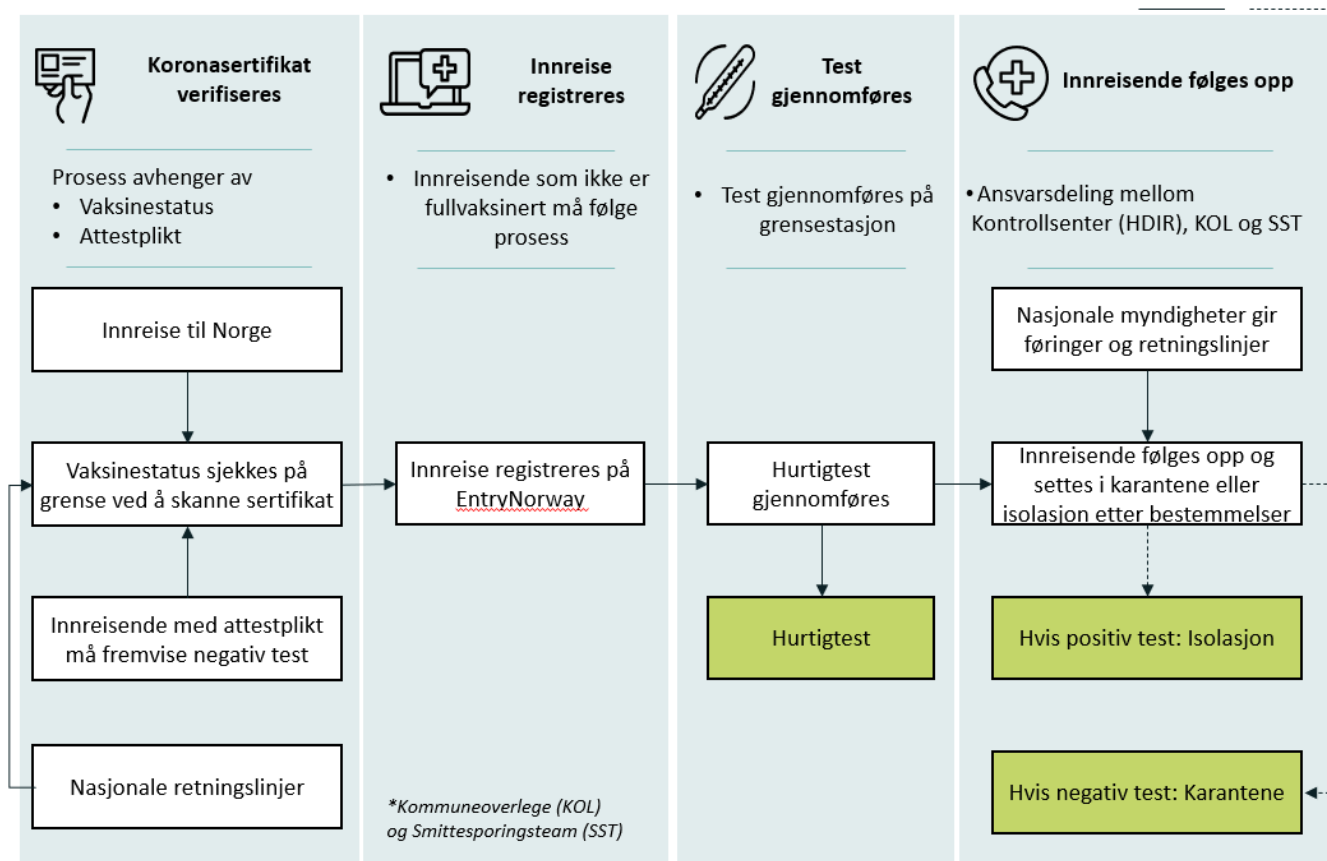 Koronasertifikat
verifiseres
Prosess avhenger av
• Vaksinestatus
• Attestplikt
Innreise til Norge
Vaksinestatus sjekkes på
grense ved å skanne sertifikat
Innreisende med attestplikt
må fremvise negativ test
Nasjonale retningslinjer
Innreise
registreres
• Innreisende som ikke er
fullvaksinert må følge
prosess
Innreise registreres på
EntryNorway
*Kommuneoverlege (KOL)
og Smittesporingsteam (SST)
Test
gjennomføres
• Test gjennomføres på
grensestasjon
Hurtigtest
gjennomføres
Hurtigtest
Innreisende følges opp
• Ansvarsdeling mellom
Kontrollsenter (HDIR), KOL og SST
Nasjonale myndigheter gir
føringer og retningslinjer
Innreisende følges opp og
settes i karantene eller
isolasjon etter bestemmelser
Hvis positiv test: Isolasjon
Hvis negativ test: Karantene